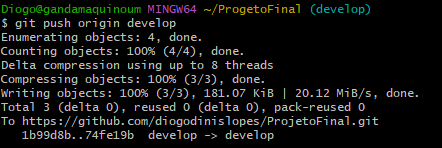 Diogo@gandamaquinoum MINGW64 ~/ProgetoFinal (develop)
$ git push origin develop
Enumerating objects: 4, done.
Counting objects: 100% (4/4), done.
Delta compression using up to 8 threads
Compressing objects: 100% (3/3), done.
Writing objects: 100% (3/3), 181.07 KiB | 20.12 MiB/s, done.
Total 3 (delta 0), reused 0 (delta 0), pack-reused 0
To https://github.com/diogodinislopes/ProjetoFinal.git
   1b99d8b..74fe19b  develop -> develop